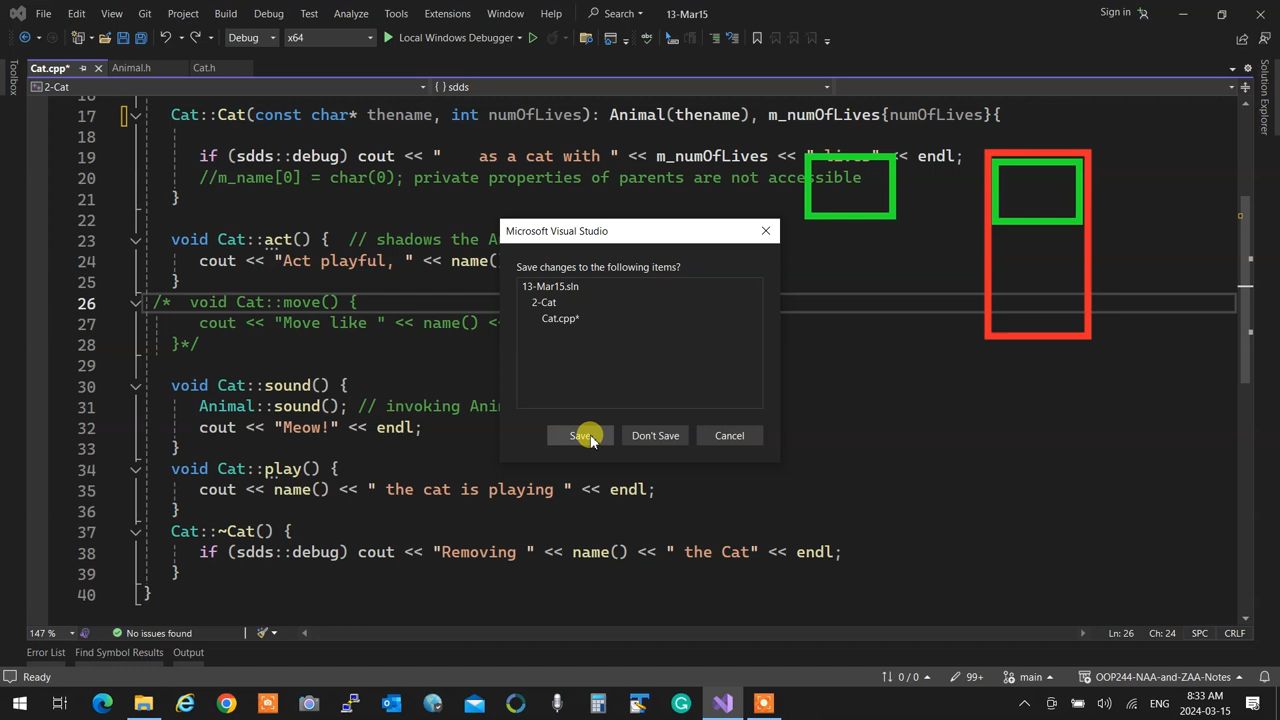 File Edit View Git Project Build Debug Test Analyze Tools Extensions Window Help Search 13-Mar15 Sign in
Debug x64 Local Windows Debugger
Cat.cpp* Animal.h Cat.h
2-Cat { } sdds
16
17 Cat::Cat(const char* thename, int numOfLives): Animal(thename), m_numOfLives{numOfLives}{
18
19 if (sdds::debug) cout << "    as a cat with " << m_numOfLives << " lives" << endl;
20 //m_name[0] = char(0); private properties of parents are not accessible
21 }
22
23 void Cat::act() {  // shadows the A
24 cout << "Act playful, " << name()
25 }
26 /*  void Cat::move() {
27 cout << "Move like " << name() <<
28 }*/
29
30 void Cat::sound() {
31 Animal::sound(); // invoking Ani
32 cout << "Meow!" << endl;
33 }
34 void Cat::play() {
35 cout << name() << " the cat is playing " << endl;
36 }
37 Cat::~Cat() {
38 if (sdds::debug) cout << "Removing " << name() << " the Cat" << endl;
39 }
40 }
Toolbox
Solution Explorer
Microsoft Visual Studio
Save changes to the following items?
13-Mar15.sln
2-Cat
Cat.cpp*
Save Don't Save Cancel
147 % No issues found Ln: 26 Ch: 24 SPC CRLF
Error List Find Symbol Results Output
Ready 0 / 0 99+ main OOP244-NAA-and-ZAA-Notes
ENG 8:33 AM
2024-03-15